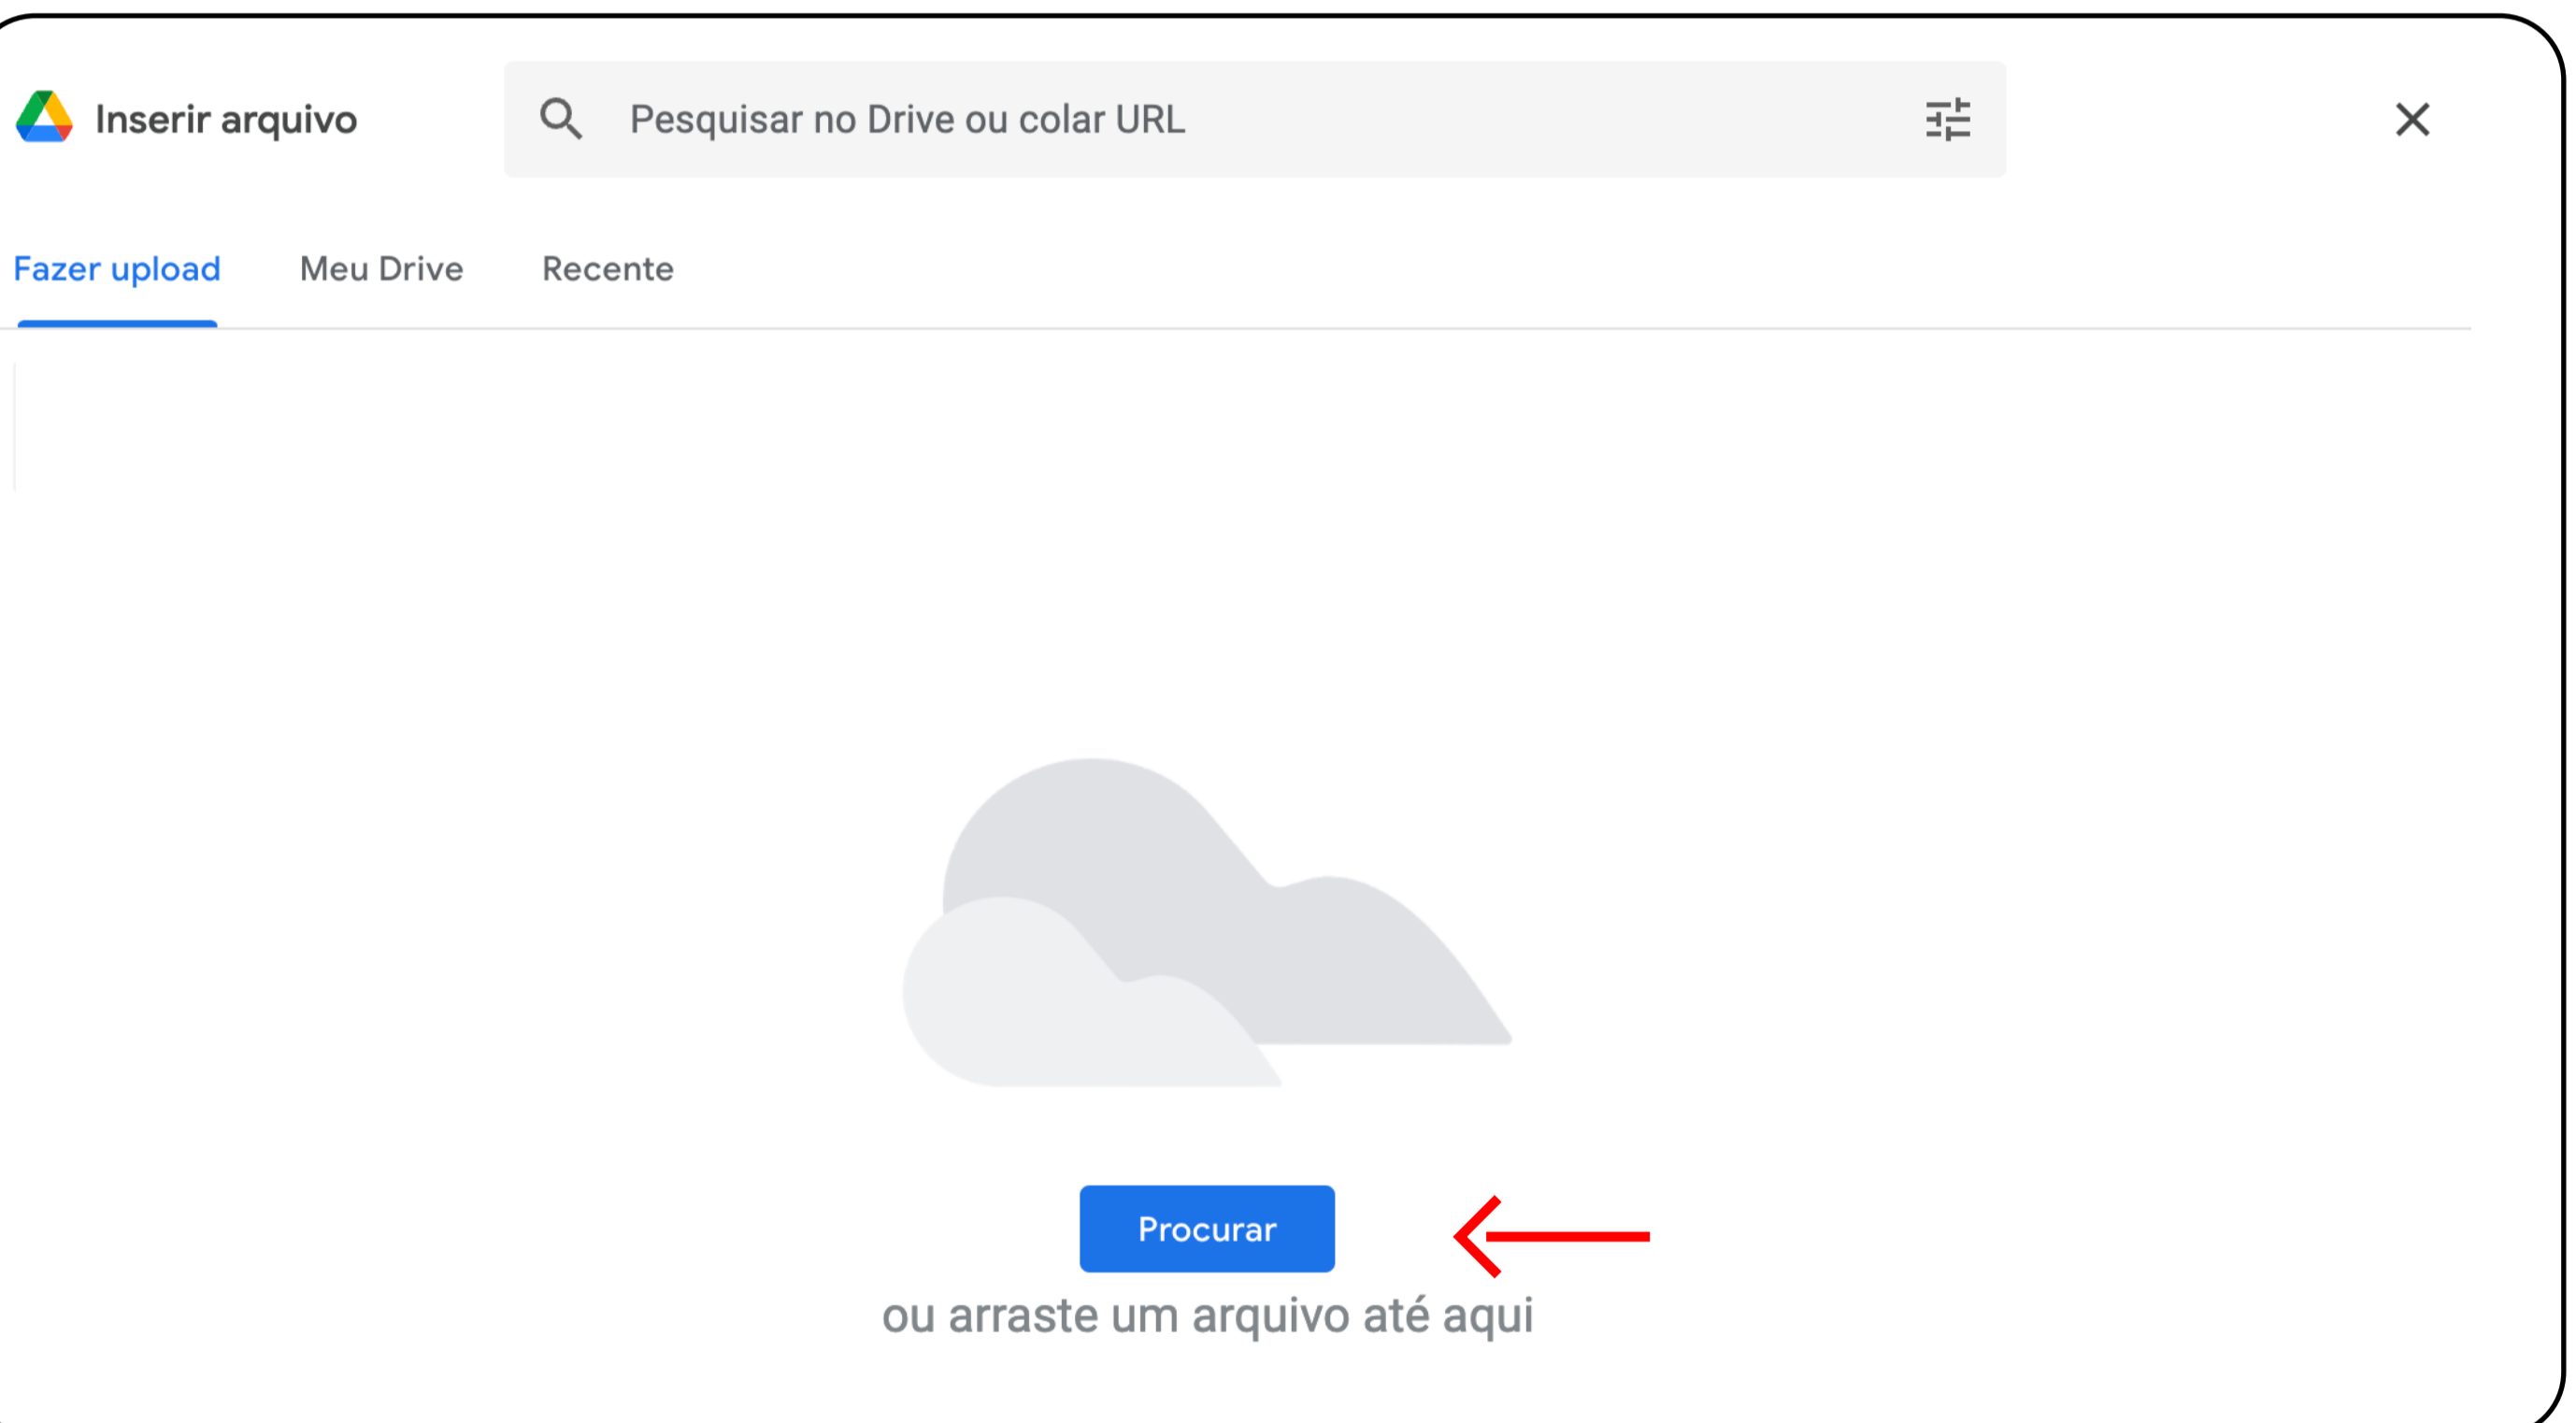 Inserir arquivo
Pesquisar no Drive ou colar URL
Fazer upload
Meu Drive
Recente
Procurar
ou arraste um arquivo até aqui